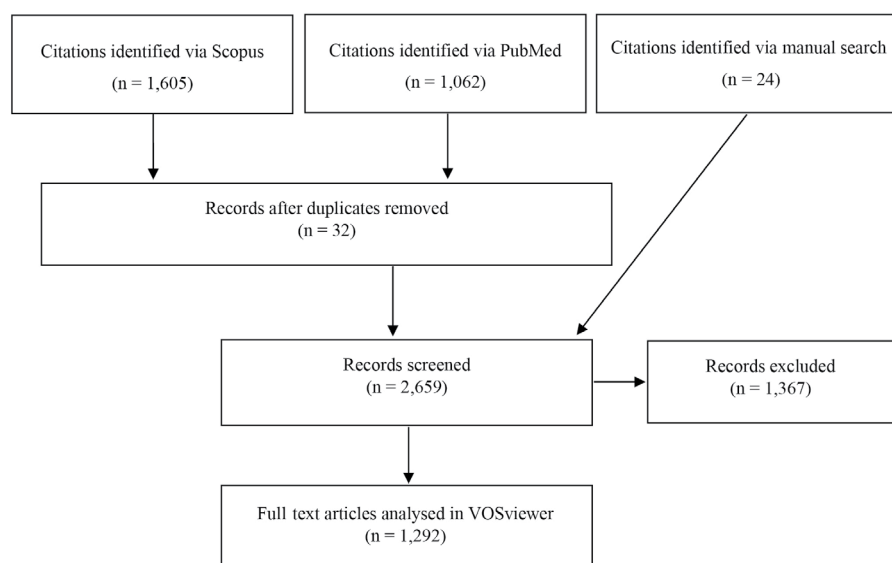 Citations identified via Scopus
(n = 1,605)
Citations identified via PubMed
(n = 1,062)
Citations identified via manual search
(n = 24)
Records after duplicates removed
(n = 32)
Records screened
(n = 2,659)
Records excluded
(n = 1,367)
Full text articles analysed in VOSviewer
(n = 1,292)